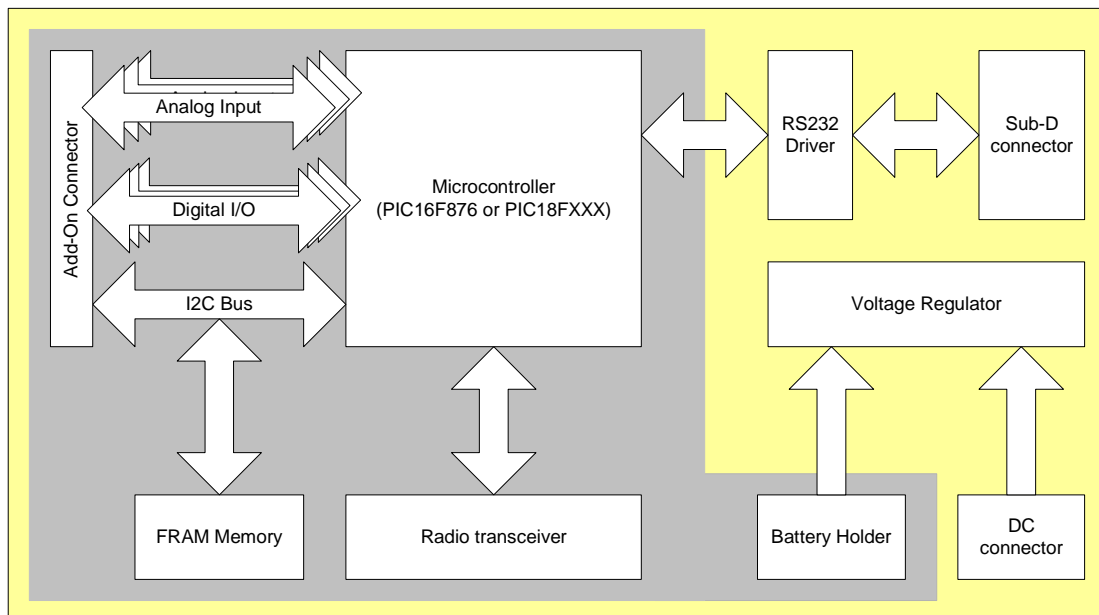 Add-On Connector
Analog Input
Digital I/O
I2C Bus
Microcontroller
(PIC16F876 or PIC18FXXX)
RS232
Driver
Sub-D
connector
Voltage Regulator
FRAM Memory
Radio transceiver
Battery Holder
DC
connector